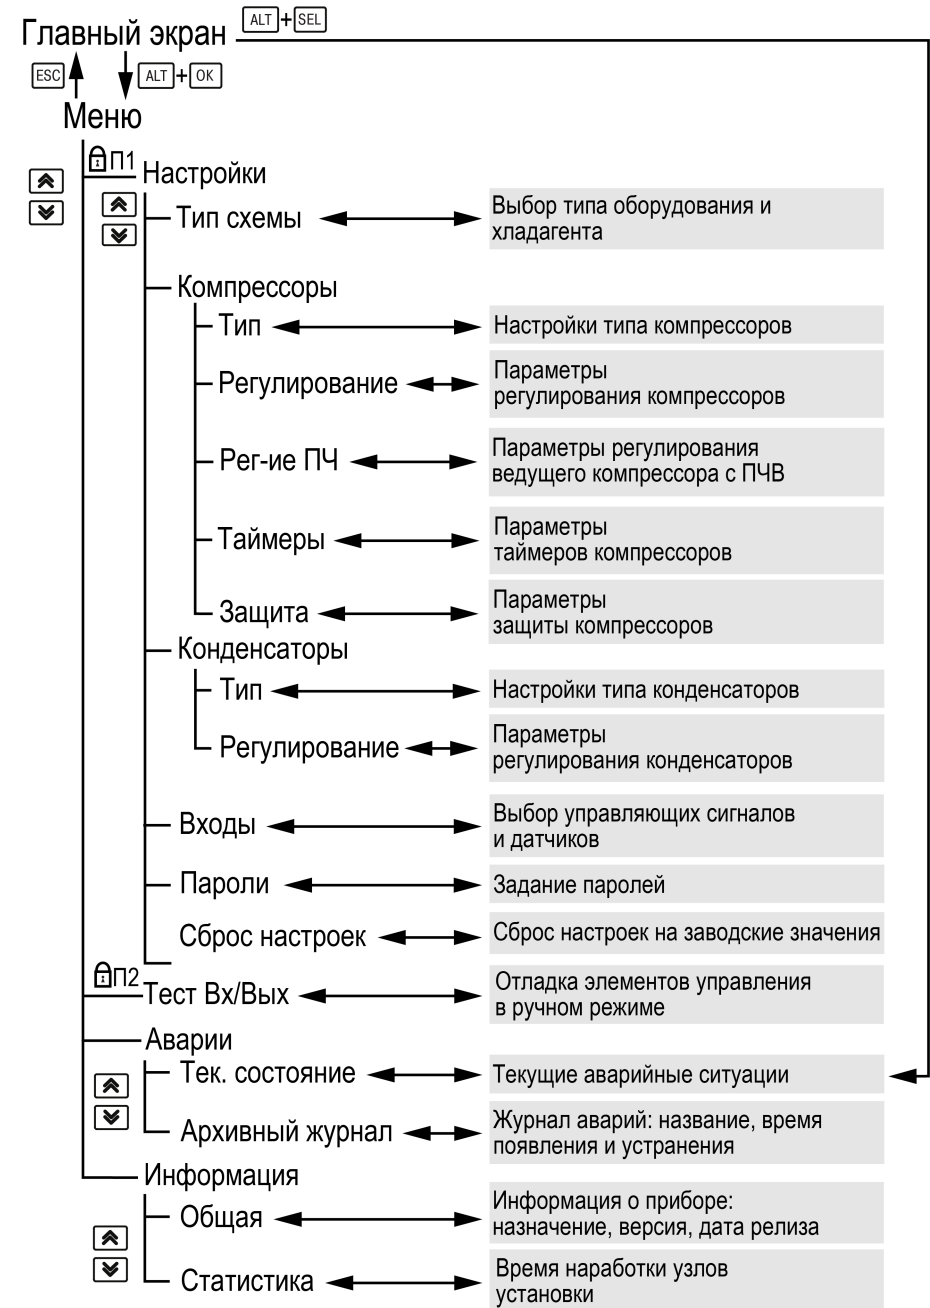 Главный экран
ALT + SEL
ESC
ALT + OK
Меню
П1
Настройки
Тип схемы
Выбор типа оборудования и
хладагента
Компрессоры
Тип
Настройки типа компрессоров
Регулирование
Параметры
регулирования компрессоров
Рег-ие ПЧ
Параметры регулирования
ведущего компрессора с ПЧВ
Таймеры
Параметры
таймеров компрессоров
Защита
Параметры
защиты компрессоров
Конденсаторы
Тип
Настройки типа конденсаторов
Регулирование
Параметры
регулирования конденсаторов
Входы
Выбор управляющих сигналов
и датчиков
Пароли
Задание паролей
Сброс настроек
Сброс настроек на заводские значения
П2
Тест Вх/Вых
Отладка элементов управления
в ручном режиме
Аварии
Тек. состояние
Текущие аварийные ситуации
Архивный журнал
Журнал аварий: название, время
появления и устранения
Информация
Общая
Информация о приборе:
назначение, версия, дата релиза
Статистика
Время наработки узлов
установки